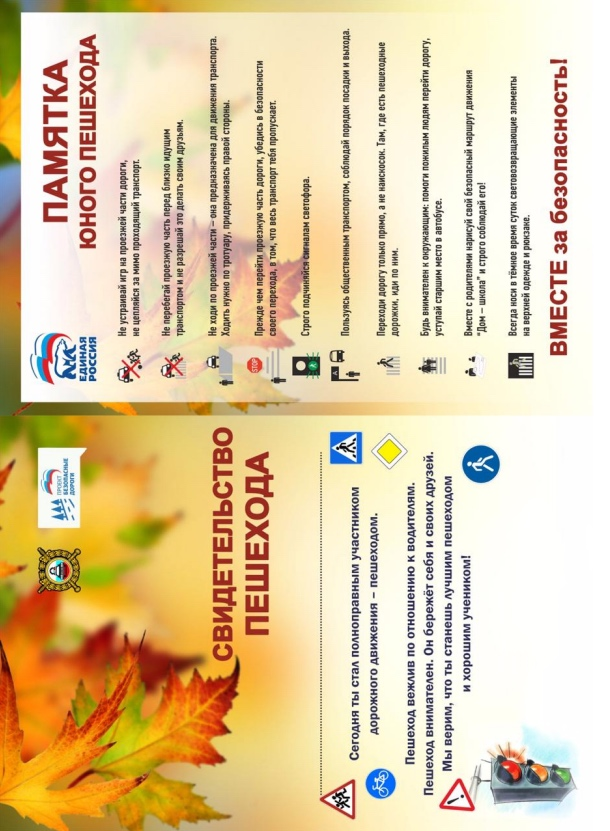 ПРОЕКТ
БЕЗОПАСНЫЕ
ДОРОГИ
СВИДЕТЕЛЬСТВО
ПЕШЕХОДА
Сегодня ты стал полноправным участником
дорожного движения – пешеходом.
Пешеход вежлив по отношению к водителям.
Пешеход внимателен. Он бережёт себя и своих друзей.
Мы верим, что ты станешь лучшим пешеходом
и хорошим учеником!
ЕДИНАЯ
РОССИЯ
ПАМЯТКА
ЮНОГО ПЕШЕХОДА
Не устраивай игр на проезжей части дороги,
не цепляйся за мимо проходящий транспорт.
Не перебегай проезжую часть перед близко идущим
транспортом и не разрешай это делать своим друзьям.
Не ходи по проезжей части – она предназначена для движения транспорта.
Ходить нужно по тротуару, придерживаясь правой стороны.
STOP
Прежде чем перейти проезжую часть дороги, убедись в безопасности
своего перехода, в том, что весь транспорт тебя пропускает.
Строго подчиняйся сигналам светофора.
А
Пользуясь общественным транспортом, соблюдай порядок посадки и выхода.
Переходи дорогу только прямо, а не наискосок. Там, где есть пешеходные
дорожки, иди по ним.
Будь внимателен к окружающим: помоги пожилым людям перейти дорогу,
уступай старшим место в автобусе.
Вместе с родителями нарисуй свой безопасный маршрут движения
"Дом – школа" и строго соблюдай его!
Всегда носи в тёмное время суток световозвращающие элементы
на верхней одежде и рюкзаке.
ВМЕСТЕ за безопасность!